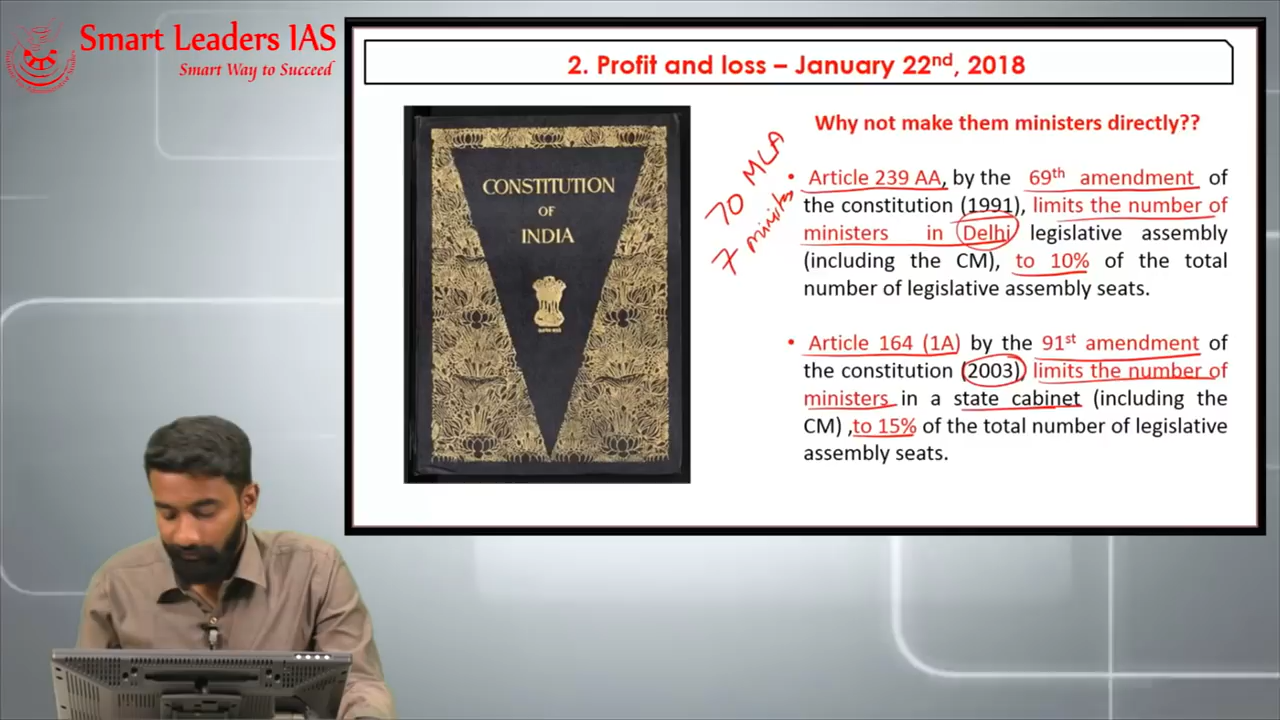 Smart Leaders IAS
Smart Way to Succeed
2. Profit and loss – January 22nd, 2018
CONSTITUTION
OF
INDIA
70 MLA
7 ministers
Why not make them ministers directly??
• Article 239 AA, by the 69th amendment of
the constitution (1991), limits the number of
ministers in Delhi legislative assembly
(including the CM), to 10% of the total
number of legislative assembly seats.
• Article 164 (1A) by the 91st amendment of
the constitution (2003), limits the number of
ministers in a state cabinet (including the
CM) ,to 15% of the total number of legislative
assembly seats.